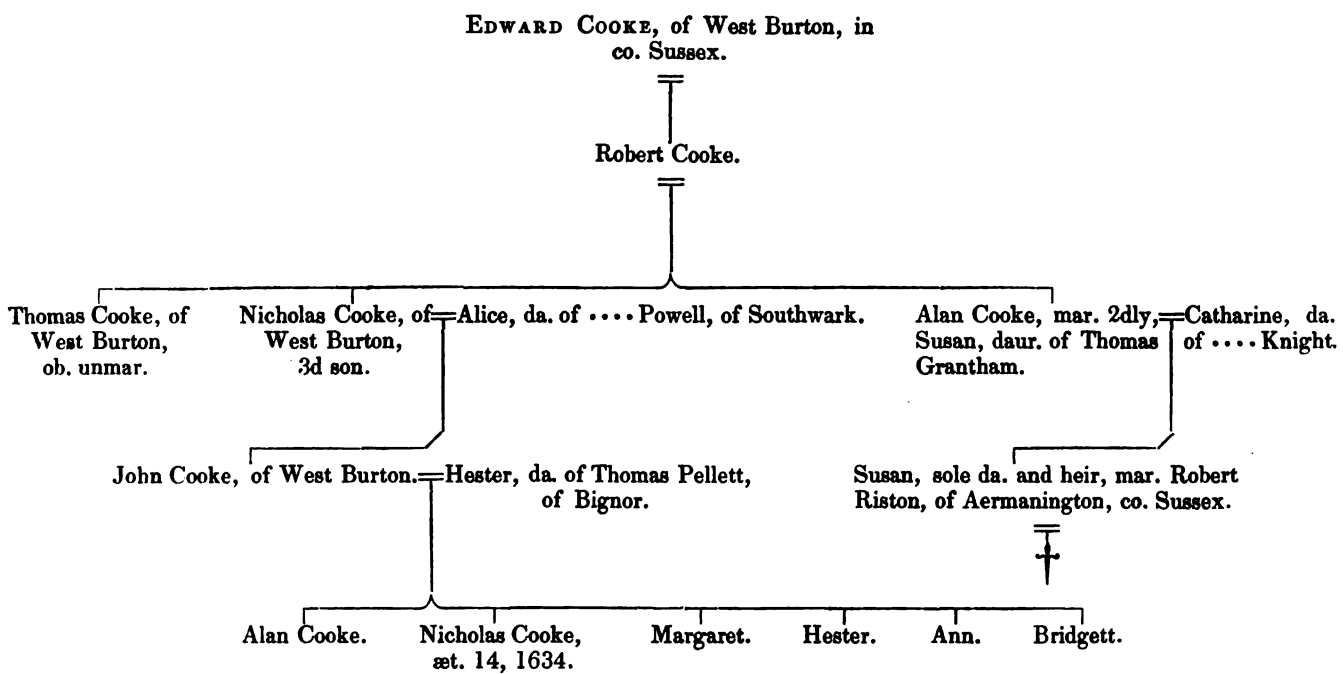 EDWARD COOKE, of West Burton, in
co. Sussex.
Robert Cooke.
Thomas Cooke, of
West Burton,
ob. unmar.
Nicholas Cooke, of
West Burton,
3d son.
Alice, da. of •••• Powell, of Southwark.
Alan Cooke, mar. 2dly,
Susan, daur. of Thomas
Grantham.
Catharine, da.
of •••• Knight.
John Cooke, of West Burton.
Hester, da. of Thomas Pellett,
of Bignor.
Susan, sole da. and heir, mar. Robert
Riston, of Aermanington, co. Sussex.
Alan Cooke.
Nicholas Cooke,
æt. 14, 1634.
Margaret.
Hester.
Ann.
Bridgett.